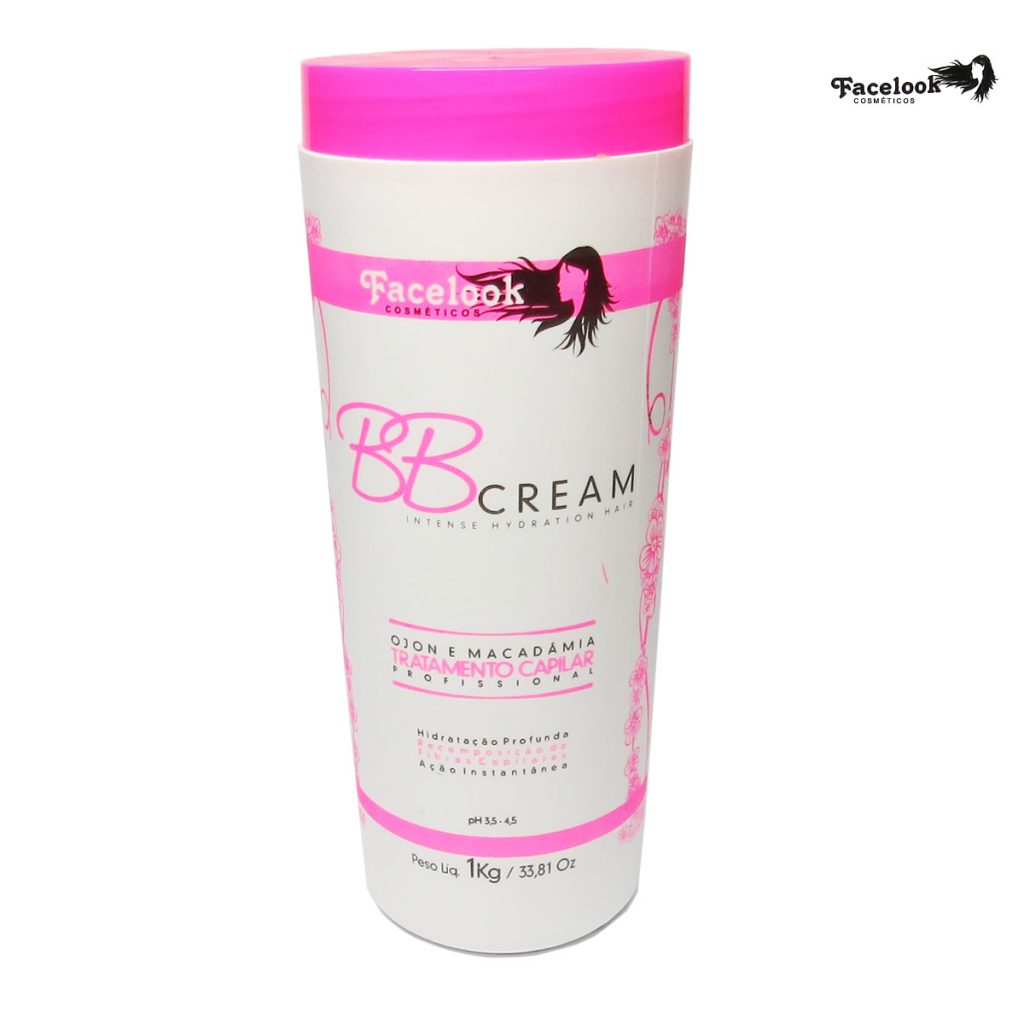 Facelook
COSMÉTICOS
Facelook
COSMÉTICOS
BB CREAM
INTENSE HYDRATION HAIR
OJON E MACADÂMIA
TRATAMENTO CAPILAR
PROFISSIONAL
Hidratação Profunda
Recomposição de
Fibras Capilares
Ação Instantânea
pH 3,5 - 4,5
Peso Líq. 1Kg / 33,81 Oz